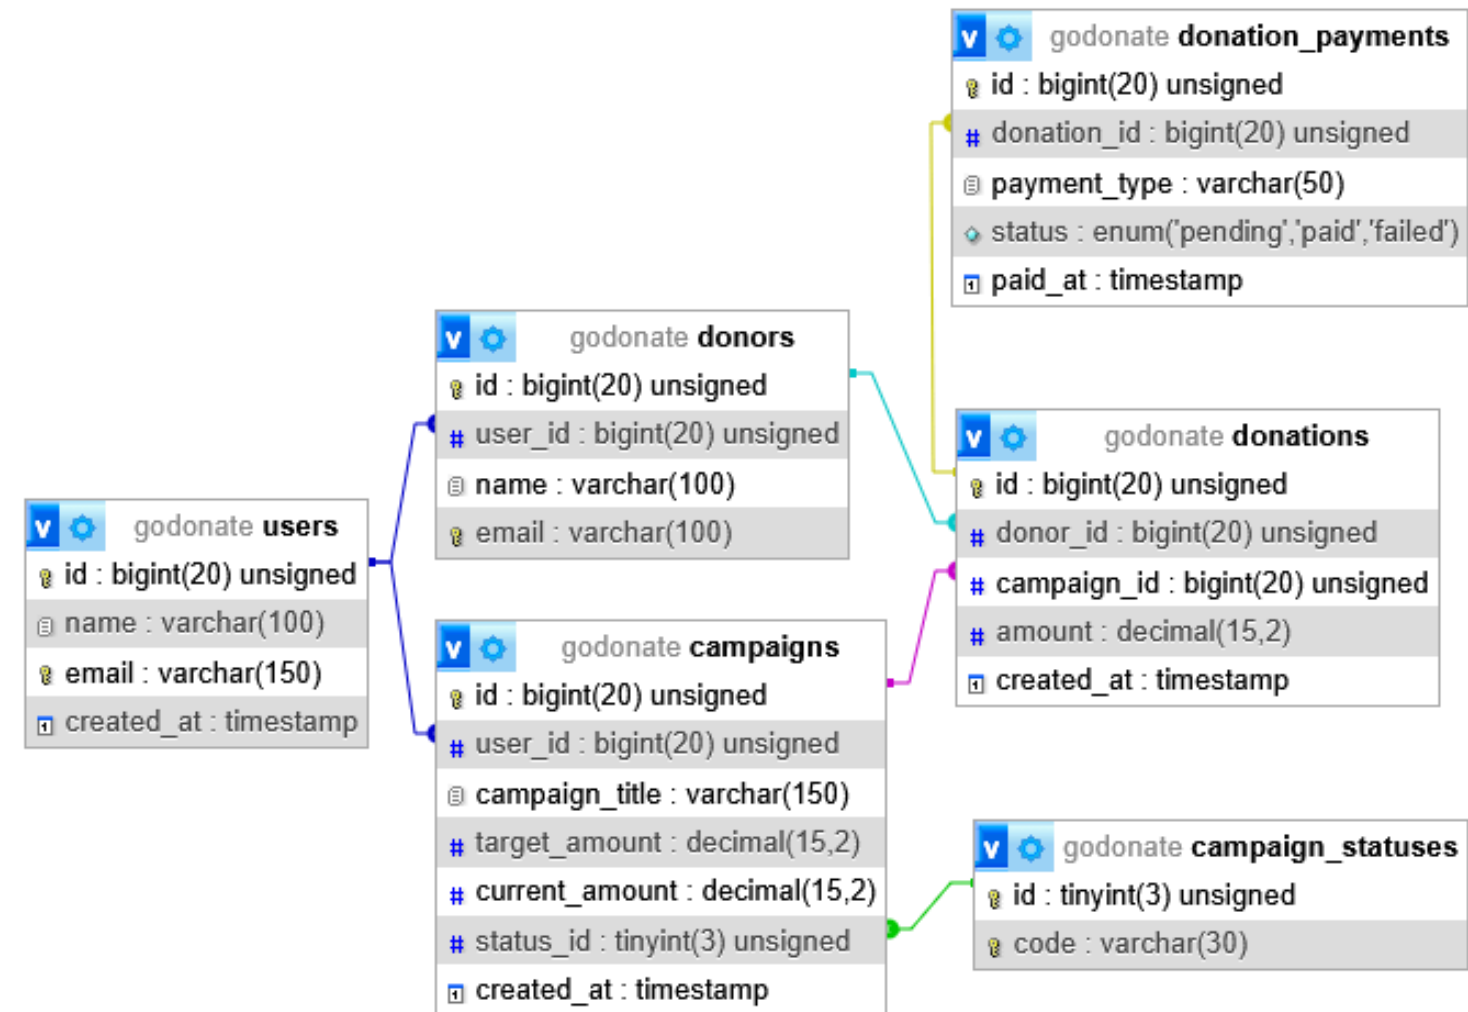 v godonate donation_payments
id : bigint(20) unsigned
# donation_id : bigint(20) unsigned
payment_type : varchar(50)
status : enum('pending','paid','failed')
paid_at : timestamp
v godonate donors
id : bigint(20) unsigned
# user_id : bigint(20) unsigned
name : varchar(100)
email : varchar(100)
v godonate donations
id : bigint(20) unsigned
# donor_id : bigint(20) unsigned
# campaign_id : bigint(20) unsigned
# amount : decimal(15,2)
created_at : timestamp
v godonate users
id : bigint(20) unsigned
name : varchar(100)
email : varchar(150)
created_at : timestamp
v godonate campaigns
id : bigint(20) unsigned
# user_id : bigint(20) unsigned
campaign_title : varchar(150)
# target_amount : decimal(15,2)
# current_amount : decimal(15,2)
# status_id : tinyint(3) unsigned
created_at : timestamp
v godonate campaign_statuses
id : tinyint(3) unsigned
code : varchar(30)